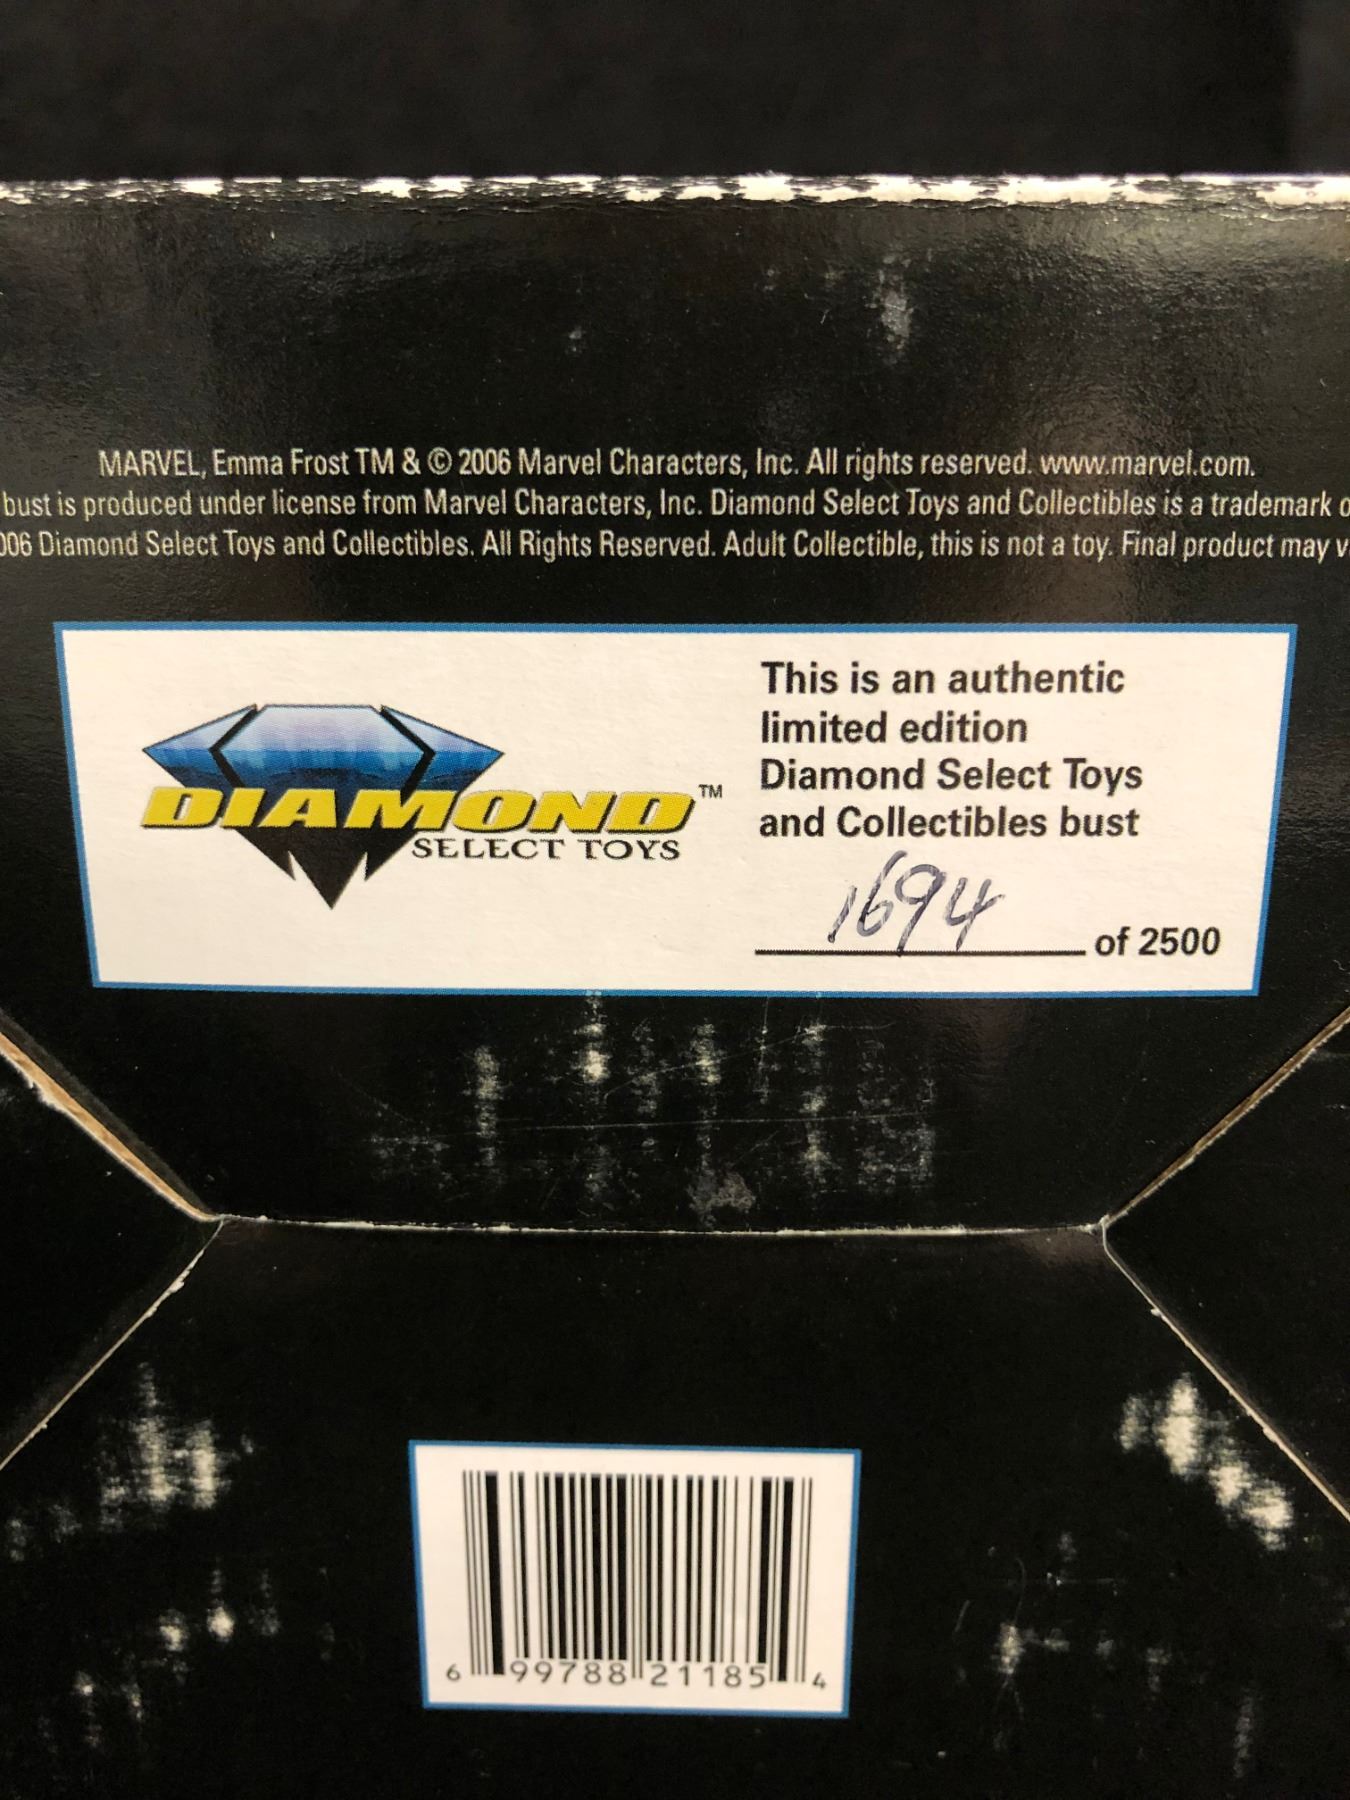 MARVEL, Emma Frost TM & © 2006 Marvel Characters, Inc. All rights reserved. www.marvel.com.
bust is produced under license from Marvel Characters, Inc. Diamond Select Toys and Collectibles is a trademark
06 Diamond Select Toys and Collectibles. All Rights Reserved. Adult Collectible, this is not a toy. Final product may
DIAMOND™
SELECT TOYS
This is an authentic
limited edition
Diamond Select Toys
and Collectibles bust
1694 of 2500
6 99788 21185 4